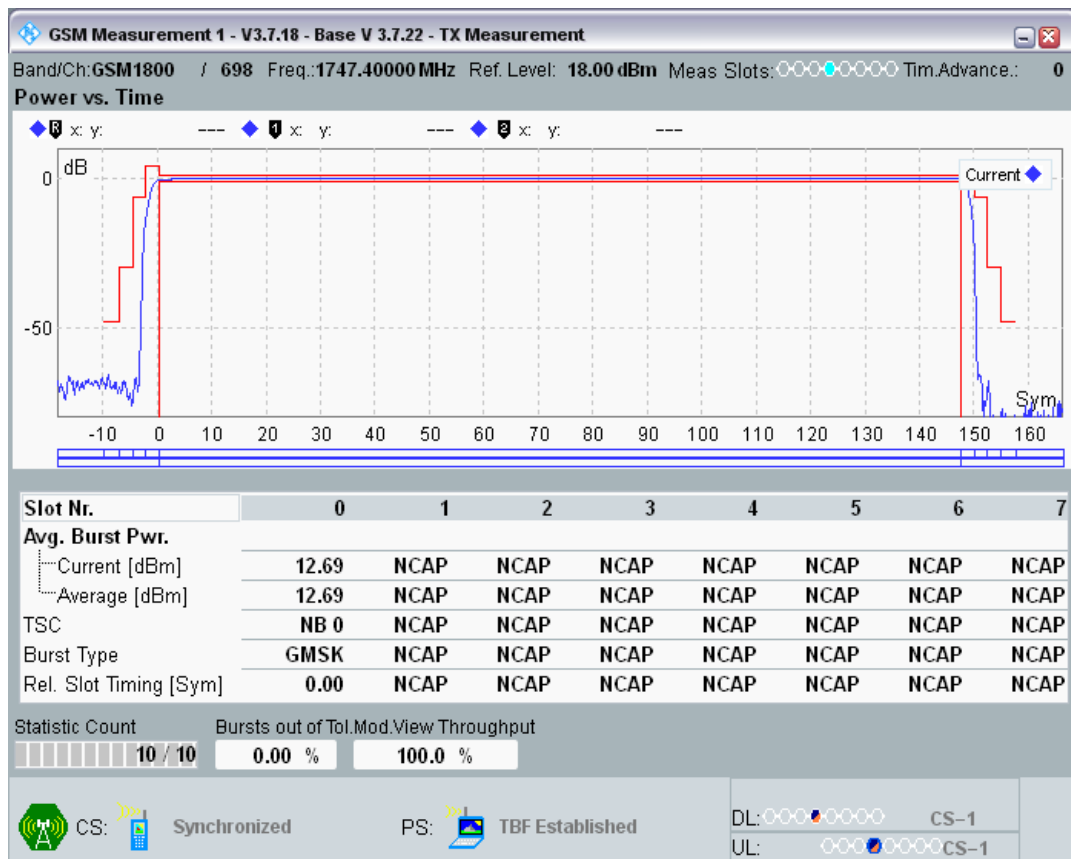 GSM Measurement 1 - V3.7.18 - Base V 3.7.22 - TX Measurement
Band/Ch:GSM1800 / 698 Freq.:1747.40000 MHz Ref. Level: 18.00 dBm Meas Slots: Tim.Advance.: 0
Power vs. Time
R x: y: --- 1 x: y: --- 2 x: y: ---
dB
0
Current
-50
Sym
-10 0 10 20 30 40 50 60 70 80 90 100 110 120 130 140 150 160
Slot Nr. 0 1 2 3 4 5 6 7
Avg. Burst Pwr.
Current [dBm] 12.69 NCAP NCAP NCAP NCAP NCAP NCAP NCAP
Average [dBm] 12.69 NCAP NCAP NCAP NCAP NCAP NCAP NCAP
TSC NB 0 NCAP NCAP NCAP NCAP NCAP NCAP NCAP
Burst Type GMSK NCAP NCAP NCAP NCAP NCAP NCAP NCAP
Rel. Slot Timing [Sym] 0.00 NCAP NCAP NCAP NCAP NCAP NCAP NCAP
Statistic Count Bursts out of Tol.Mod.View Throughput
10 / 10 0.00 % 100.0 %
CS: Synchronized PS: TBF Established DL: CS-1
UL: CS-1